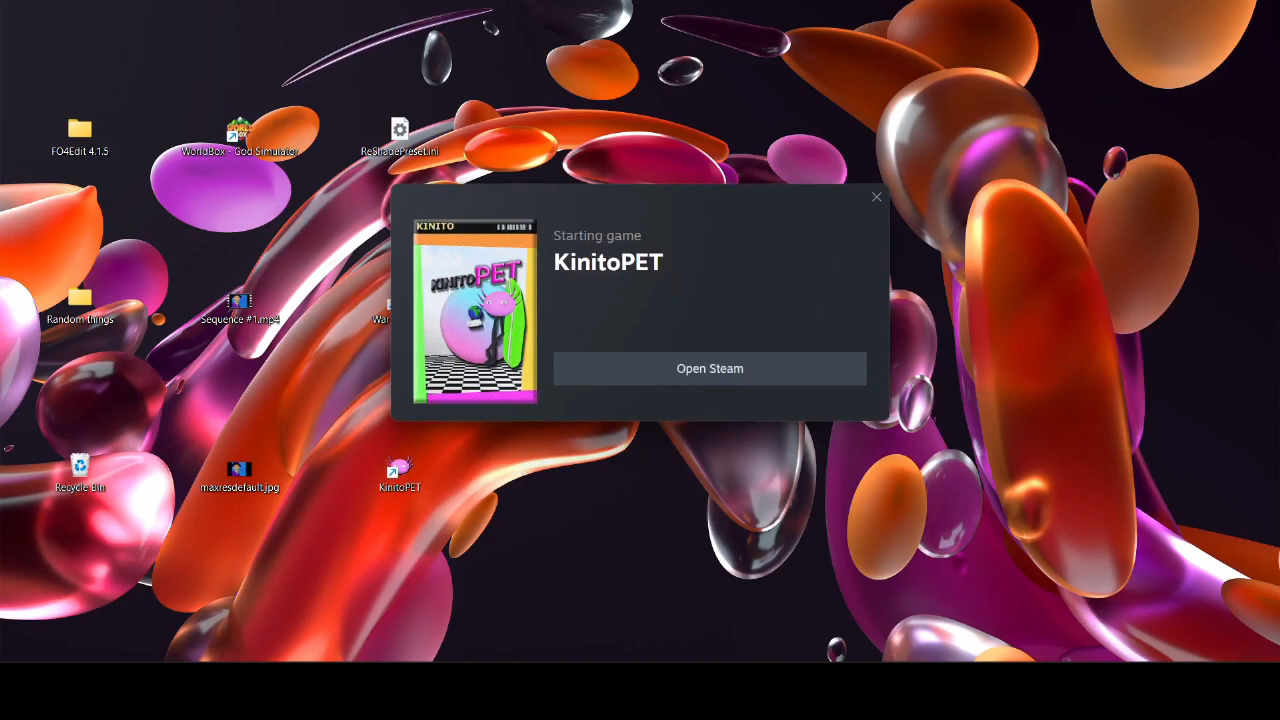 FO4Edit 4.1.5
WorldBox - God Simulator
ReShadePreset.ini
KINITO
KINITOPET
Starting game
KinitoPET
Open Steam
Random things
Sequence #1.mp4
War
Recycle Bin
maxresdefault.jpg
KinitoPET